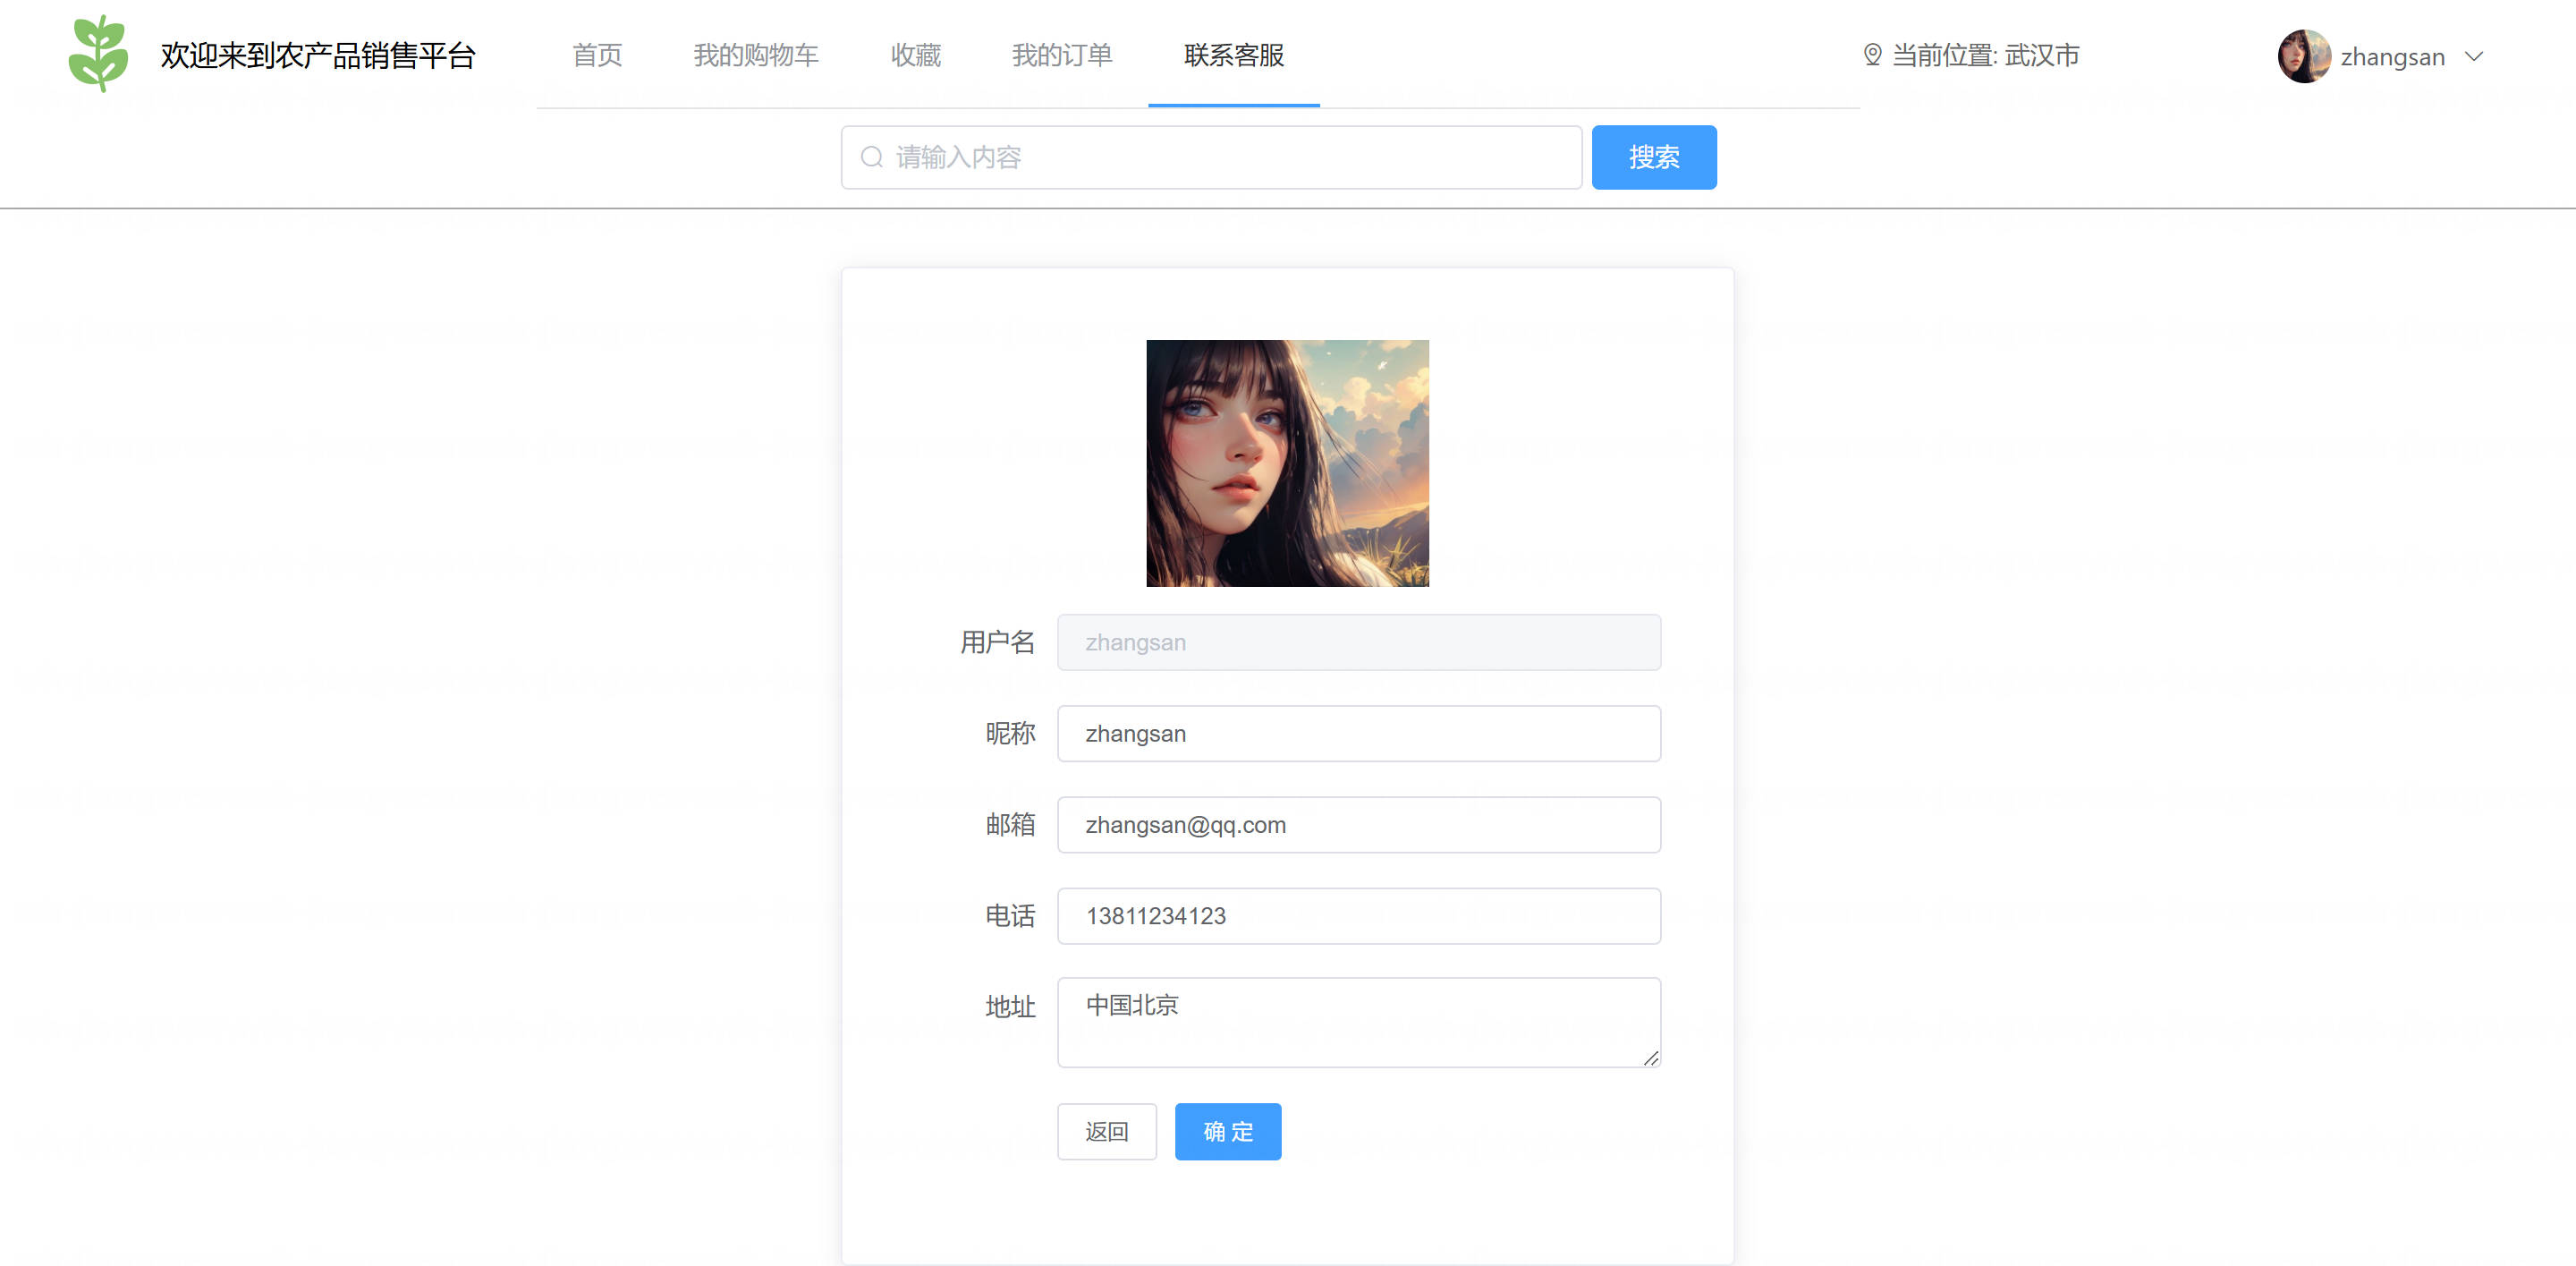 欢迎来到农产品销售平台
首页 我的购物车 收藏 我的订单 联系客服
当前位置: 武汉市
zhangsan
请输入内容
搜索
用户名 zhangsan
昵称 zhangsan
邮箱 zhangsan@qq.com
电话 13811234123
地址 中国北京
返回 确 定